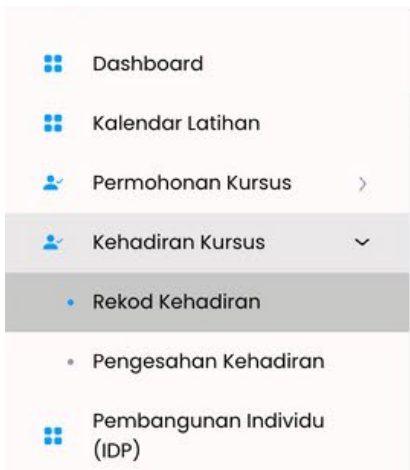 Dashboard
Kalendar Latihan
Permohonan Kursus
Kehadiran Kursus
Rekod Kehadiran
Pengesahan Kehadiran
Pembangunan Individu
(IDP)